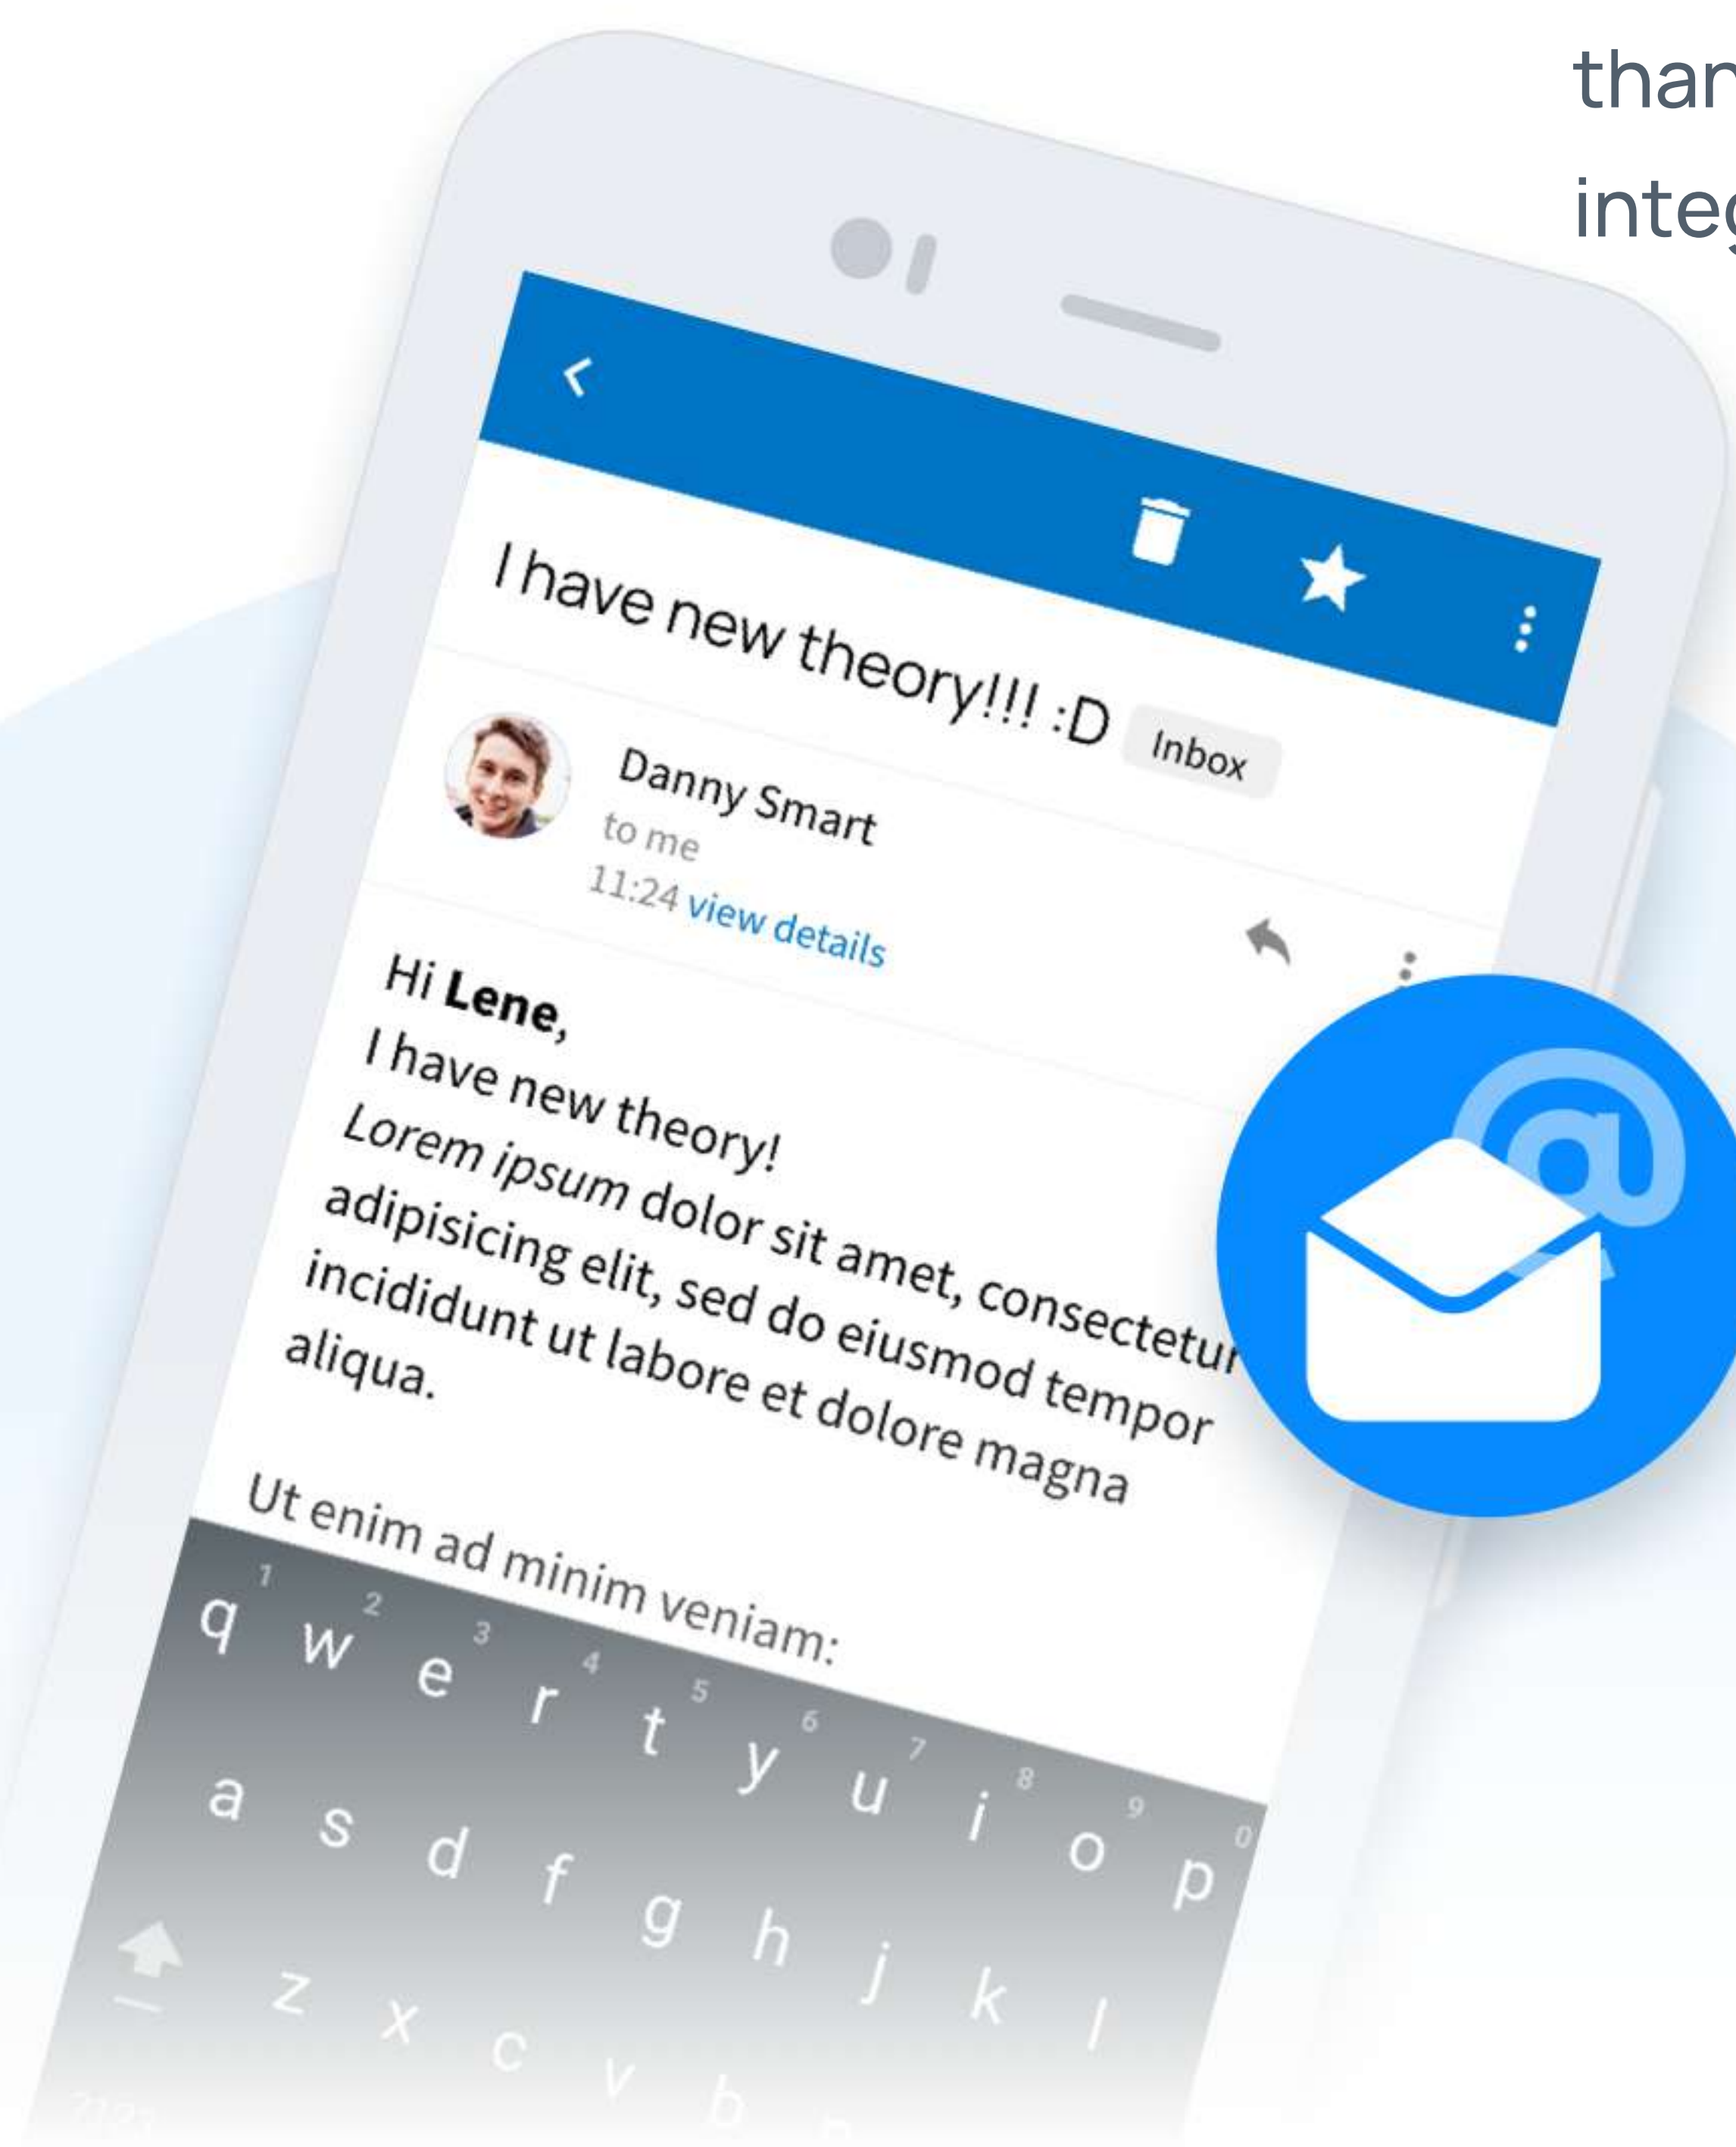 I have new theory!!! :D Inbox
Danny Smart
to me
11:24 view details
Hi Lene,
I have new theory!
Lorem ipsum dolor sit amet, consectetur
adipisicing elit, sed do eiusmod tempor
incididunt ut labore et dolore magna
aliqua.
Ut enim ad minim veniam:
1 2 3 4 5 6 7 8 9 0
q w e r t y u i o p
a s d f g h j k l
z x c v b n
?123
@